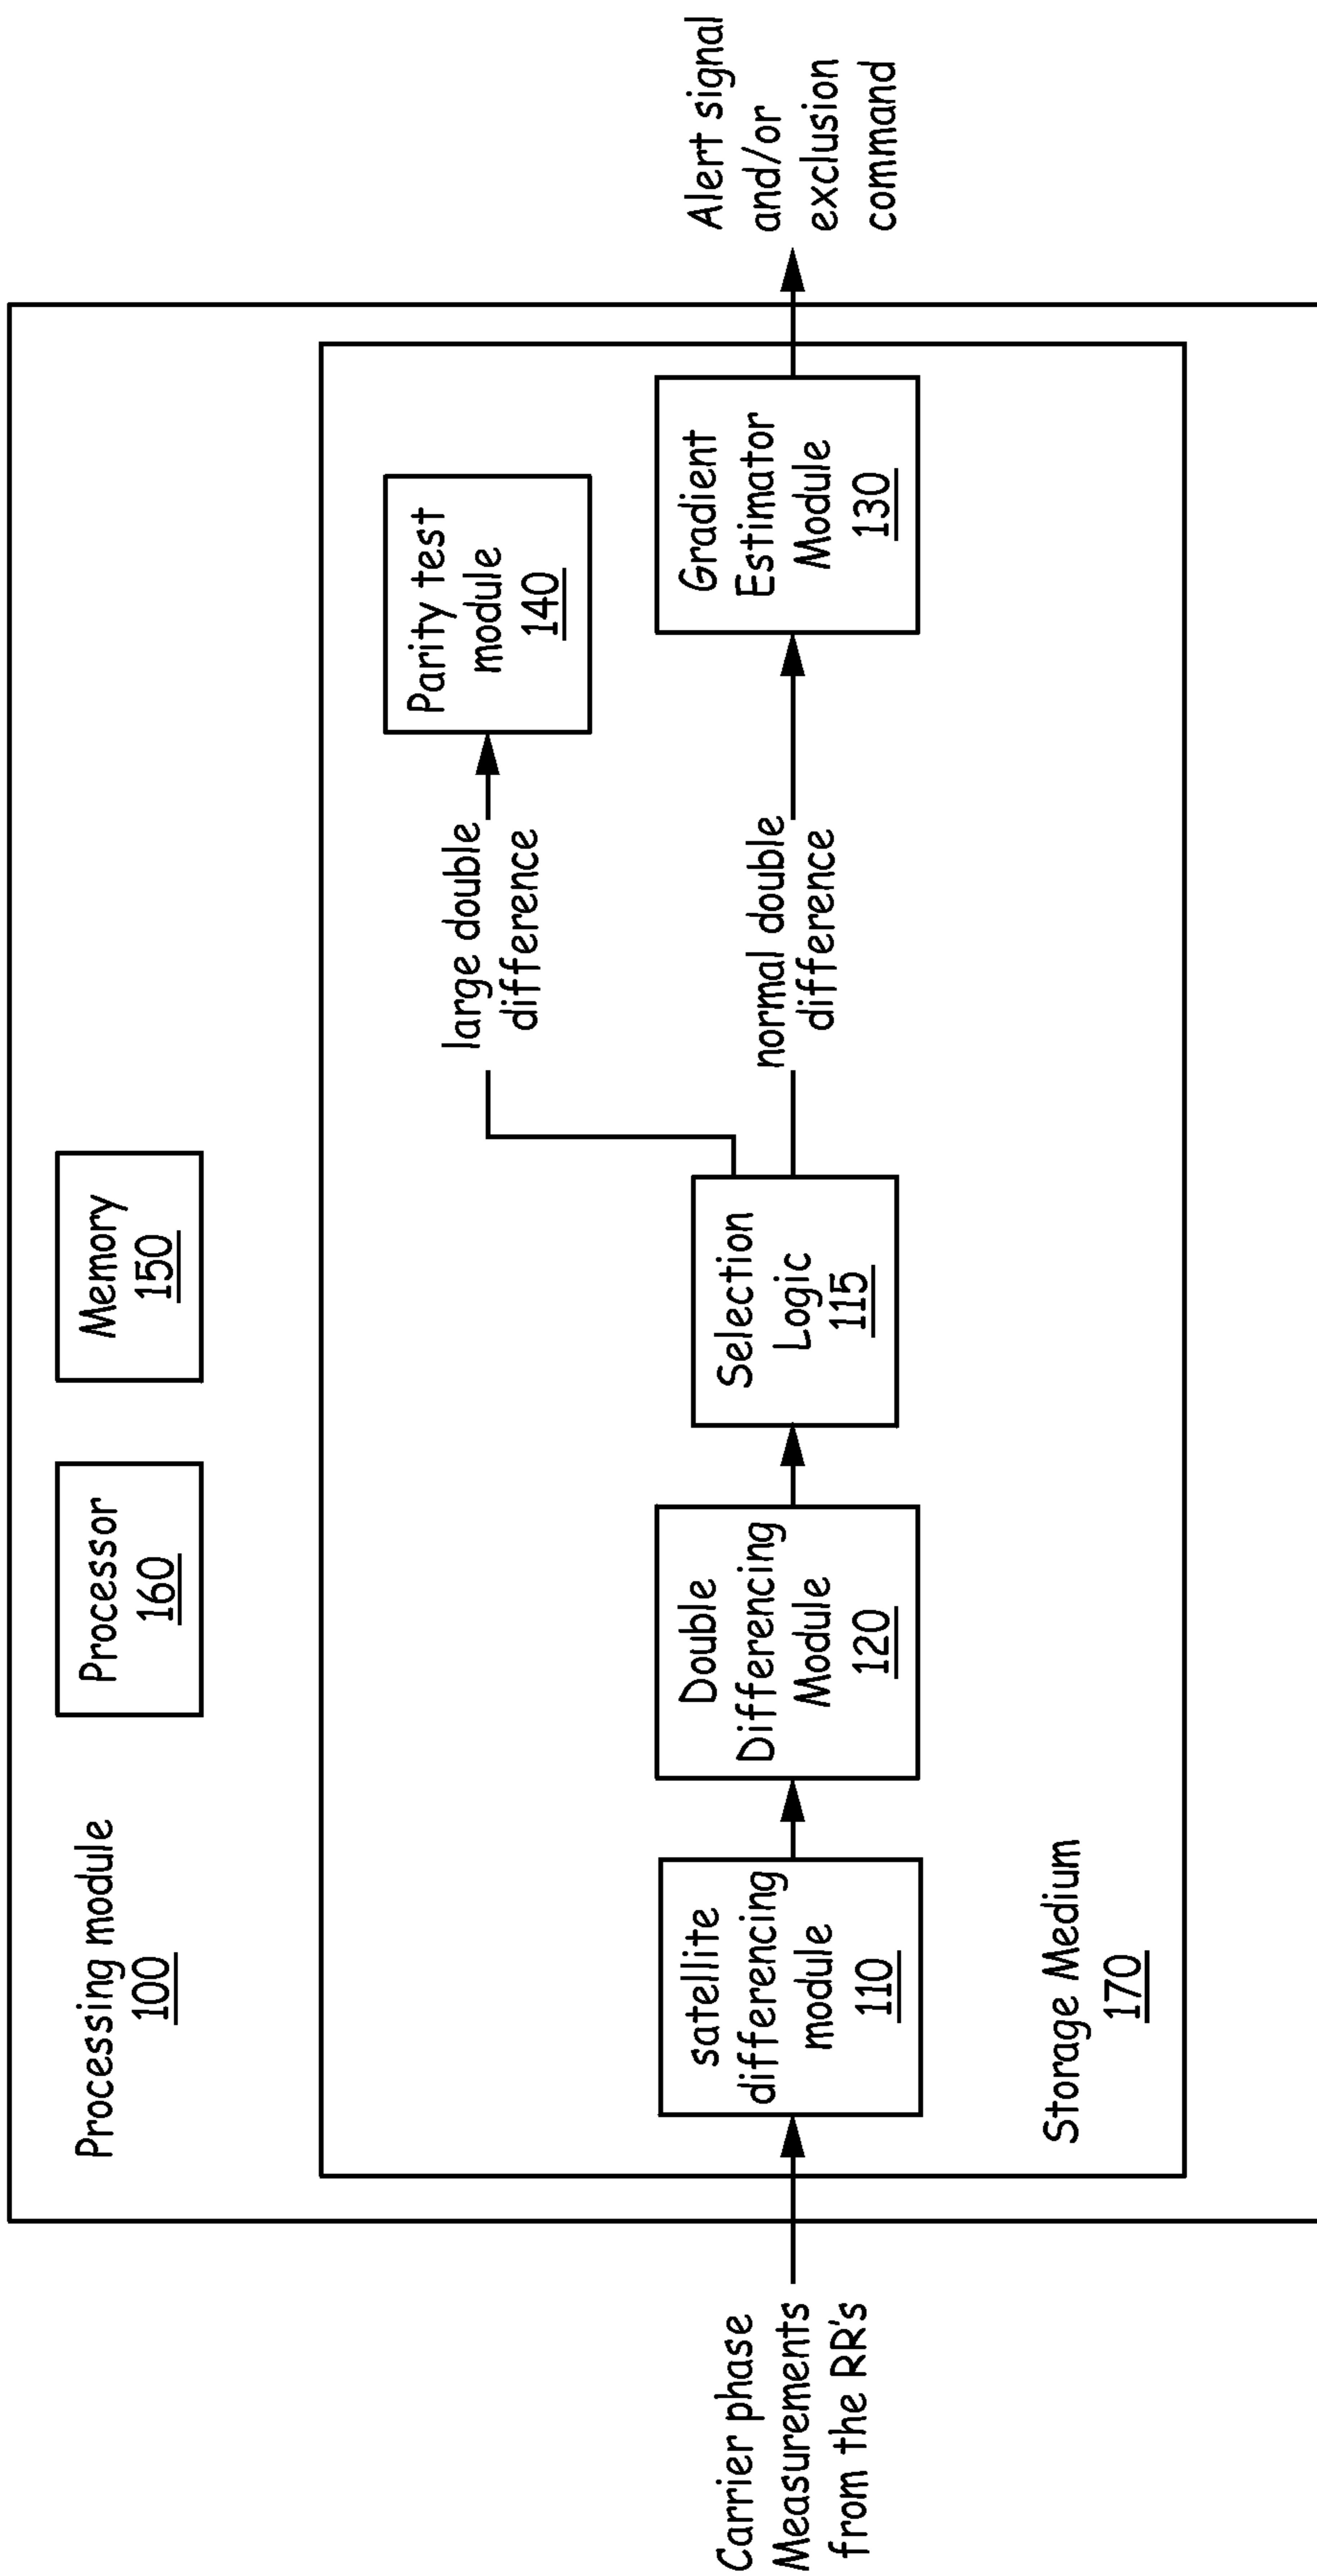 Processing module
100
Processor
160
Memory
150
Carrier phase
Measurements
from the RR's
satellite
differencing
module
110
Double
Differencing
Module
120
Selection
Logic
115
large double
difference
normal double
difference
Parity test
module
140
Gradient
Estimator
Module
130
Alert signal
and/or
exclusion
command
Storage Medium
170